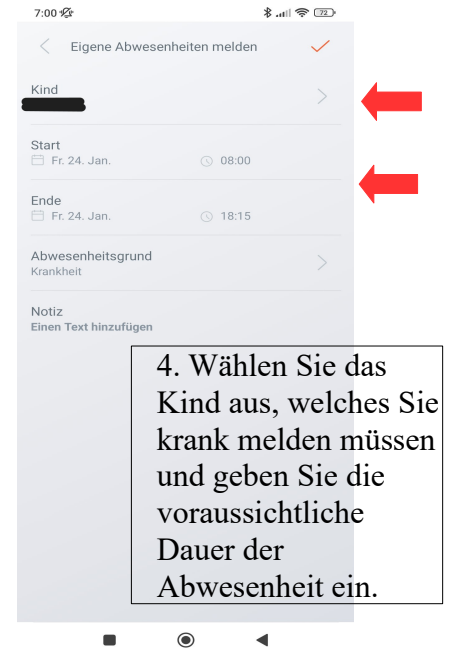 7:00
72
Eigene Abwesenheiten melden
Kind
Start
Fr. 24. Jan. 08:00
Ende
Fr. 24. Jan. 18:15
Abwesenheitsgrund
Krankheit
Notiz
Einen Text hinzufügen
4. Wählen Sie das
Kind aus, welches Sie
krank melden müssen
und geben Sie die
voraussichtliche
Dauer der
Abwesenheit ein.